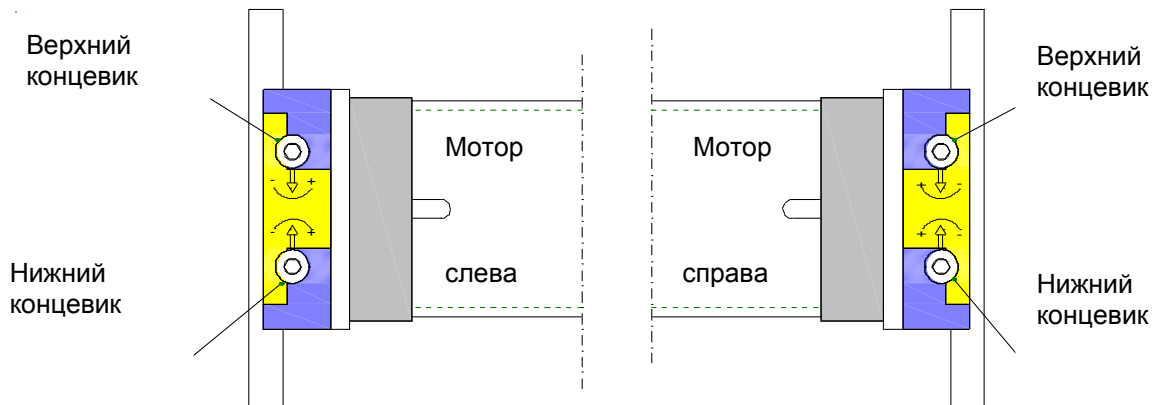 Верхний
концевик
Верхний
концевик
Мотор
Мотор
- +
+ -
- +
+ -
Нижний
концевик
слева
справа
Нижний
концевик